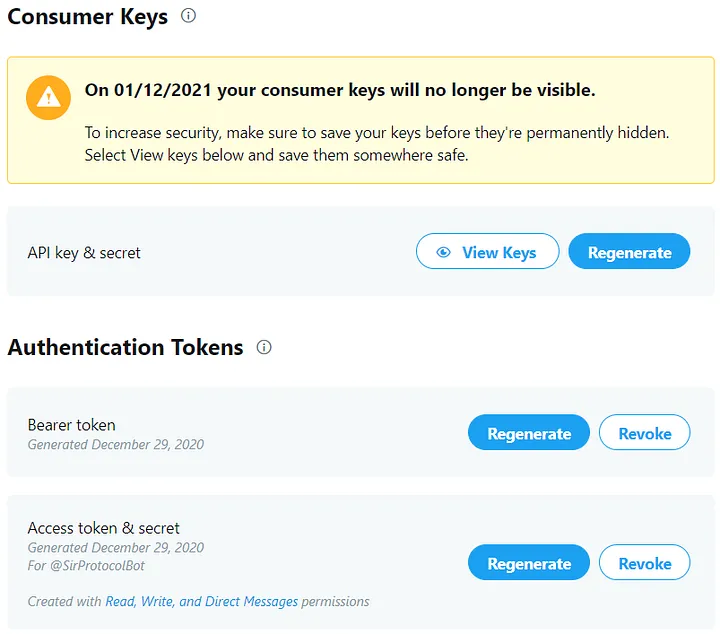 Consumer Keys
On 01/12/2021 your consumer keys will no longer be visible.
To increase security, make sure to save your keys before they're permanently hidden.
Select View keys below and save them somewhere safe.
API key & secret
View Keys
Regenerate
Authentication Tokens
Bearer token
Generated December 29, 2020
Regenerate
Revoke
Access token & secret
Generated December 29, 2020
For @SirProtocolBot
Regenerate
Revoke
Created with Read, Write, and Direct Messages permissions